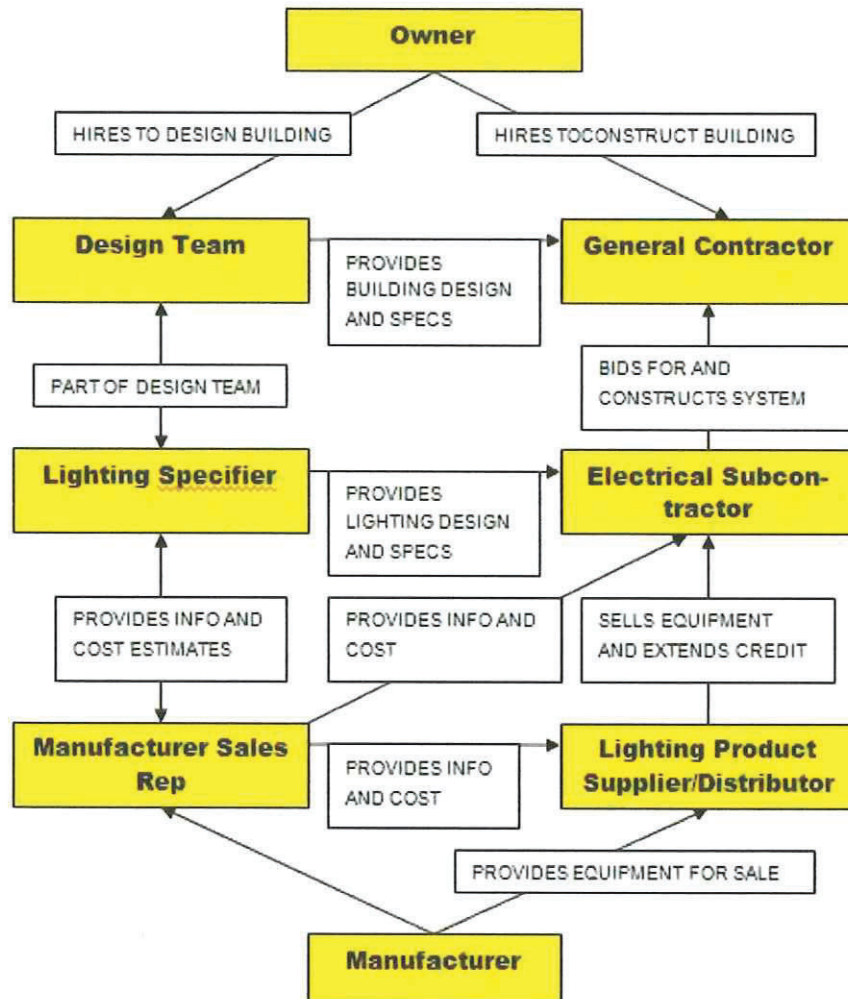 Owner
HIRES TO DESIGN BUILDING
HIRES TOCONSTRUCT BUILDING
Design Team
General Contractor
PROVIDES
BUILDING DESIGN
AND SPECS
PART OF DESIGN TEAM
BIDS FOR AND
CONSTRUCTS SYSTEM
Lighting Specifier
Electrical Subcon-
tractor
PROVIDES
LIGHTING DESIGN
AND SPECS
PROVIDES INFO AND
COST ESTIMATES
PROVIDES INFO AND
COST
SELLS EQUIPMENT
AND EXTENDS CREDIT
Manufacturer Sales
Rep
Lighting Product
Supplier/Distributor
PROVIDES INFO
AND COST
PROVIDES EQUIPMENT FOR SALE
Manufacturer